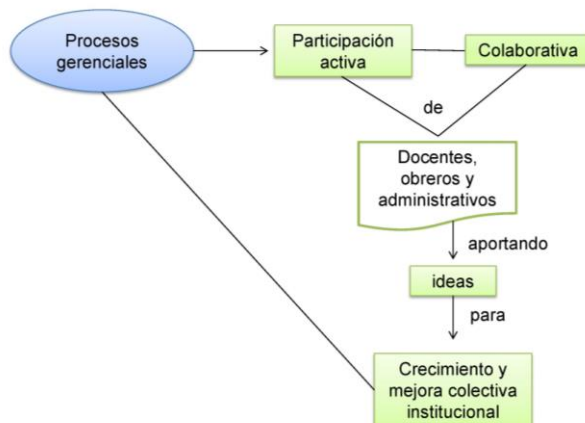 Procesos
gerenciales
Participación
activa
Colaborativa
de
Docentes,
obreros y
administrativos
aportando
ideas
para
Crecimiento y
mejora colectiva
institucional